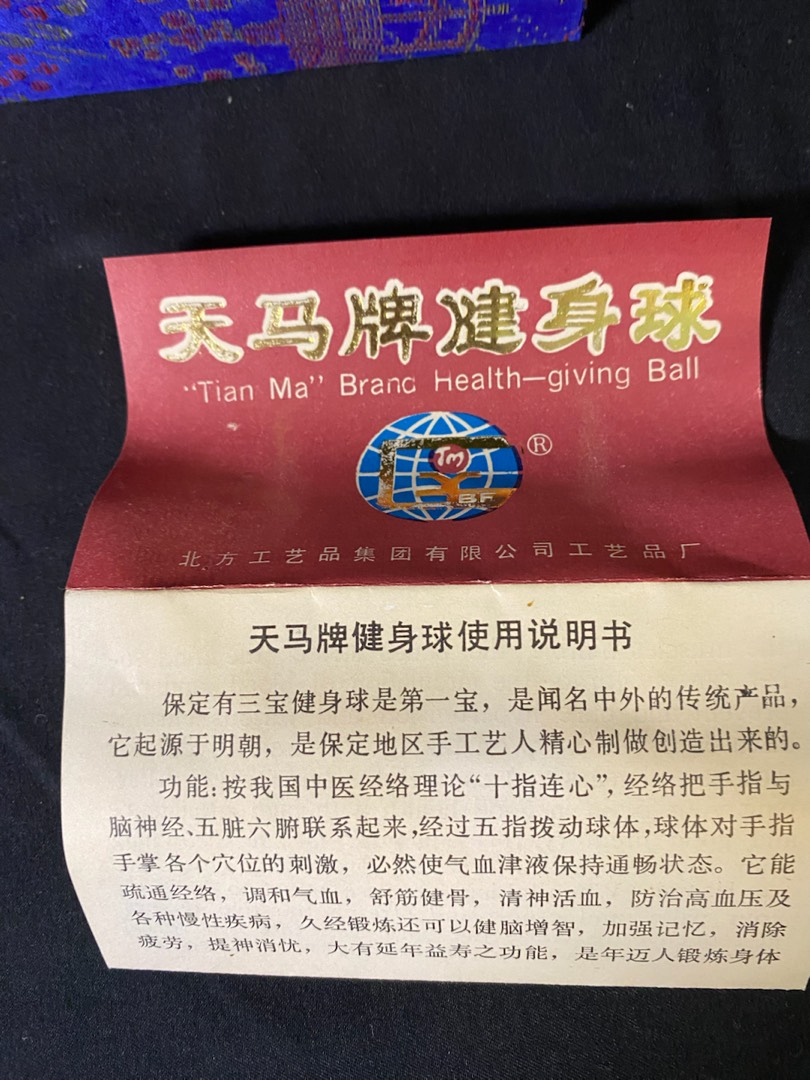 天马牌健身球
“Tian Ma” Brand Health—giving Ball
TM
BF
®
北方工艺品集团有限公司工艺品厂
天马牌健身球使用说明书
保定有三宝健身球是第一宝，是闻名中外的传统产品，
它起源于明朝，是保定地区手工艺人精心制做创造出来的。
功能：按我国中医经络理论“十指连心”，经络把手指与
脑神经、五脏六腑联系起来，经过五指拨动球体，球体对手指
手掌各个穴位的刺激，必然使气血津液保持通畅状态。它能
疏通经络，调和气血，舒筋健骨，清神活血，防治高血压及
各种慢性疾病，久经锻炼还可以健脑增智，加强记忆，消除
疲劳，提神消忧，大有延年益寿之功能，是年迈人锻炼身体